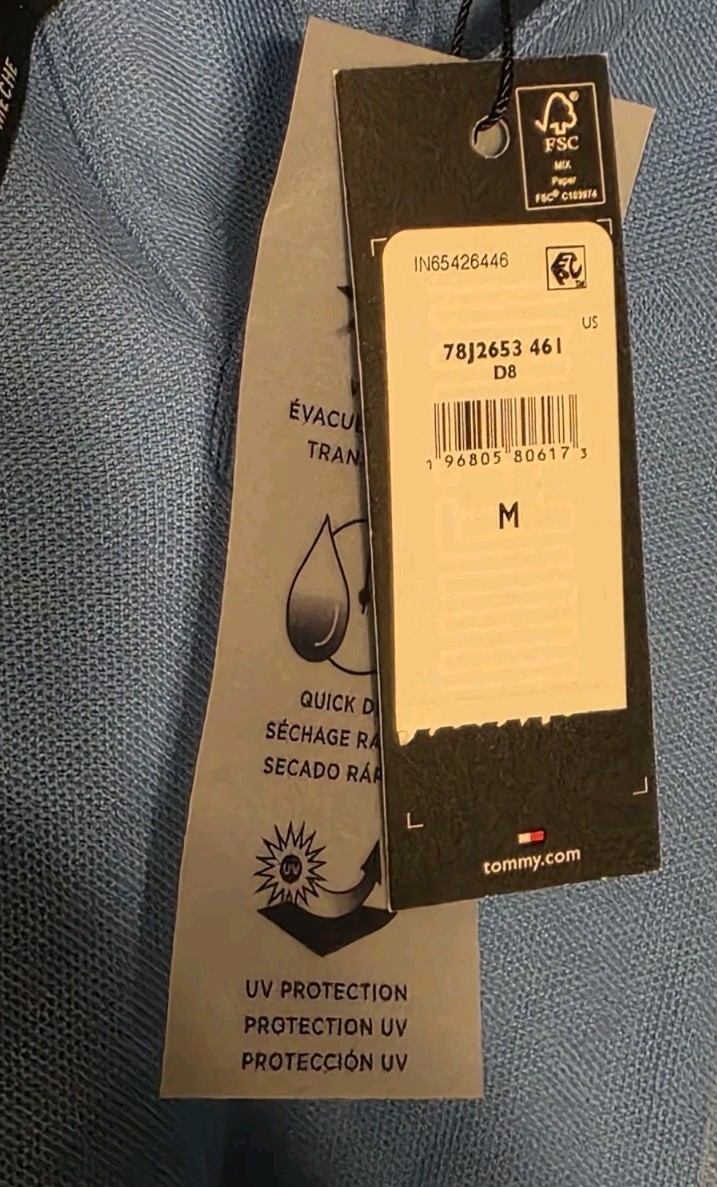 FSC
MIX
Paper
FSC® C103974
IN65426446
US
78J2653 461
D8
1 96805 80617 3
M
tommy.com
ÉVACU
TRAN
QUICK D
SÉCHAGE RA
SECADO RÁP
UV
UV PROTECTION
PROTECTION UV
PROTECCIÓN UV